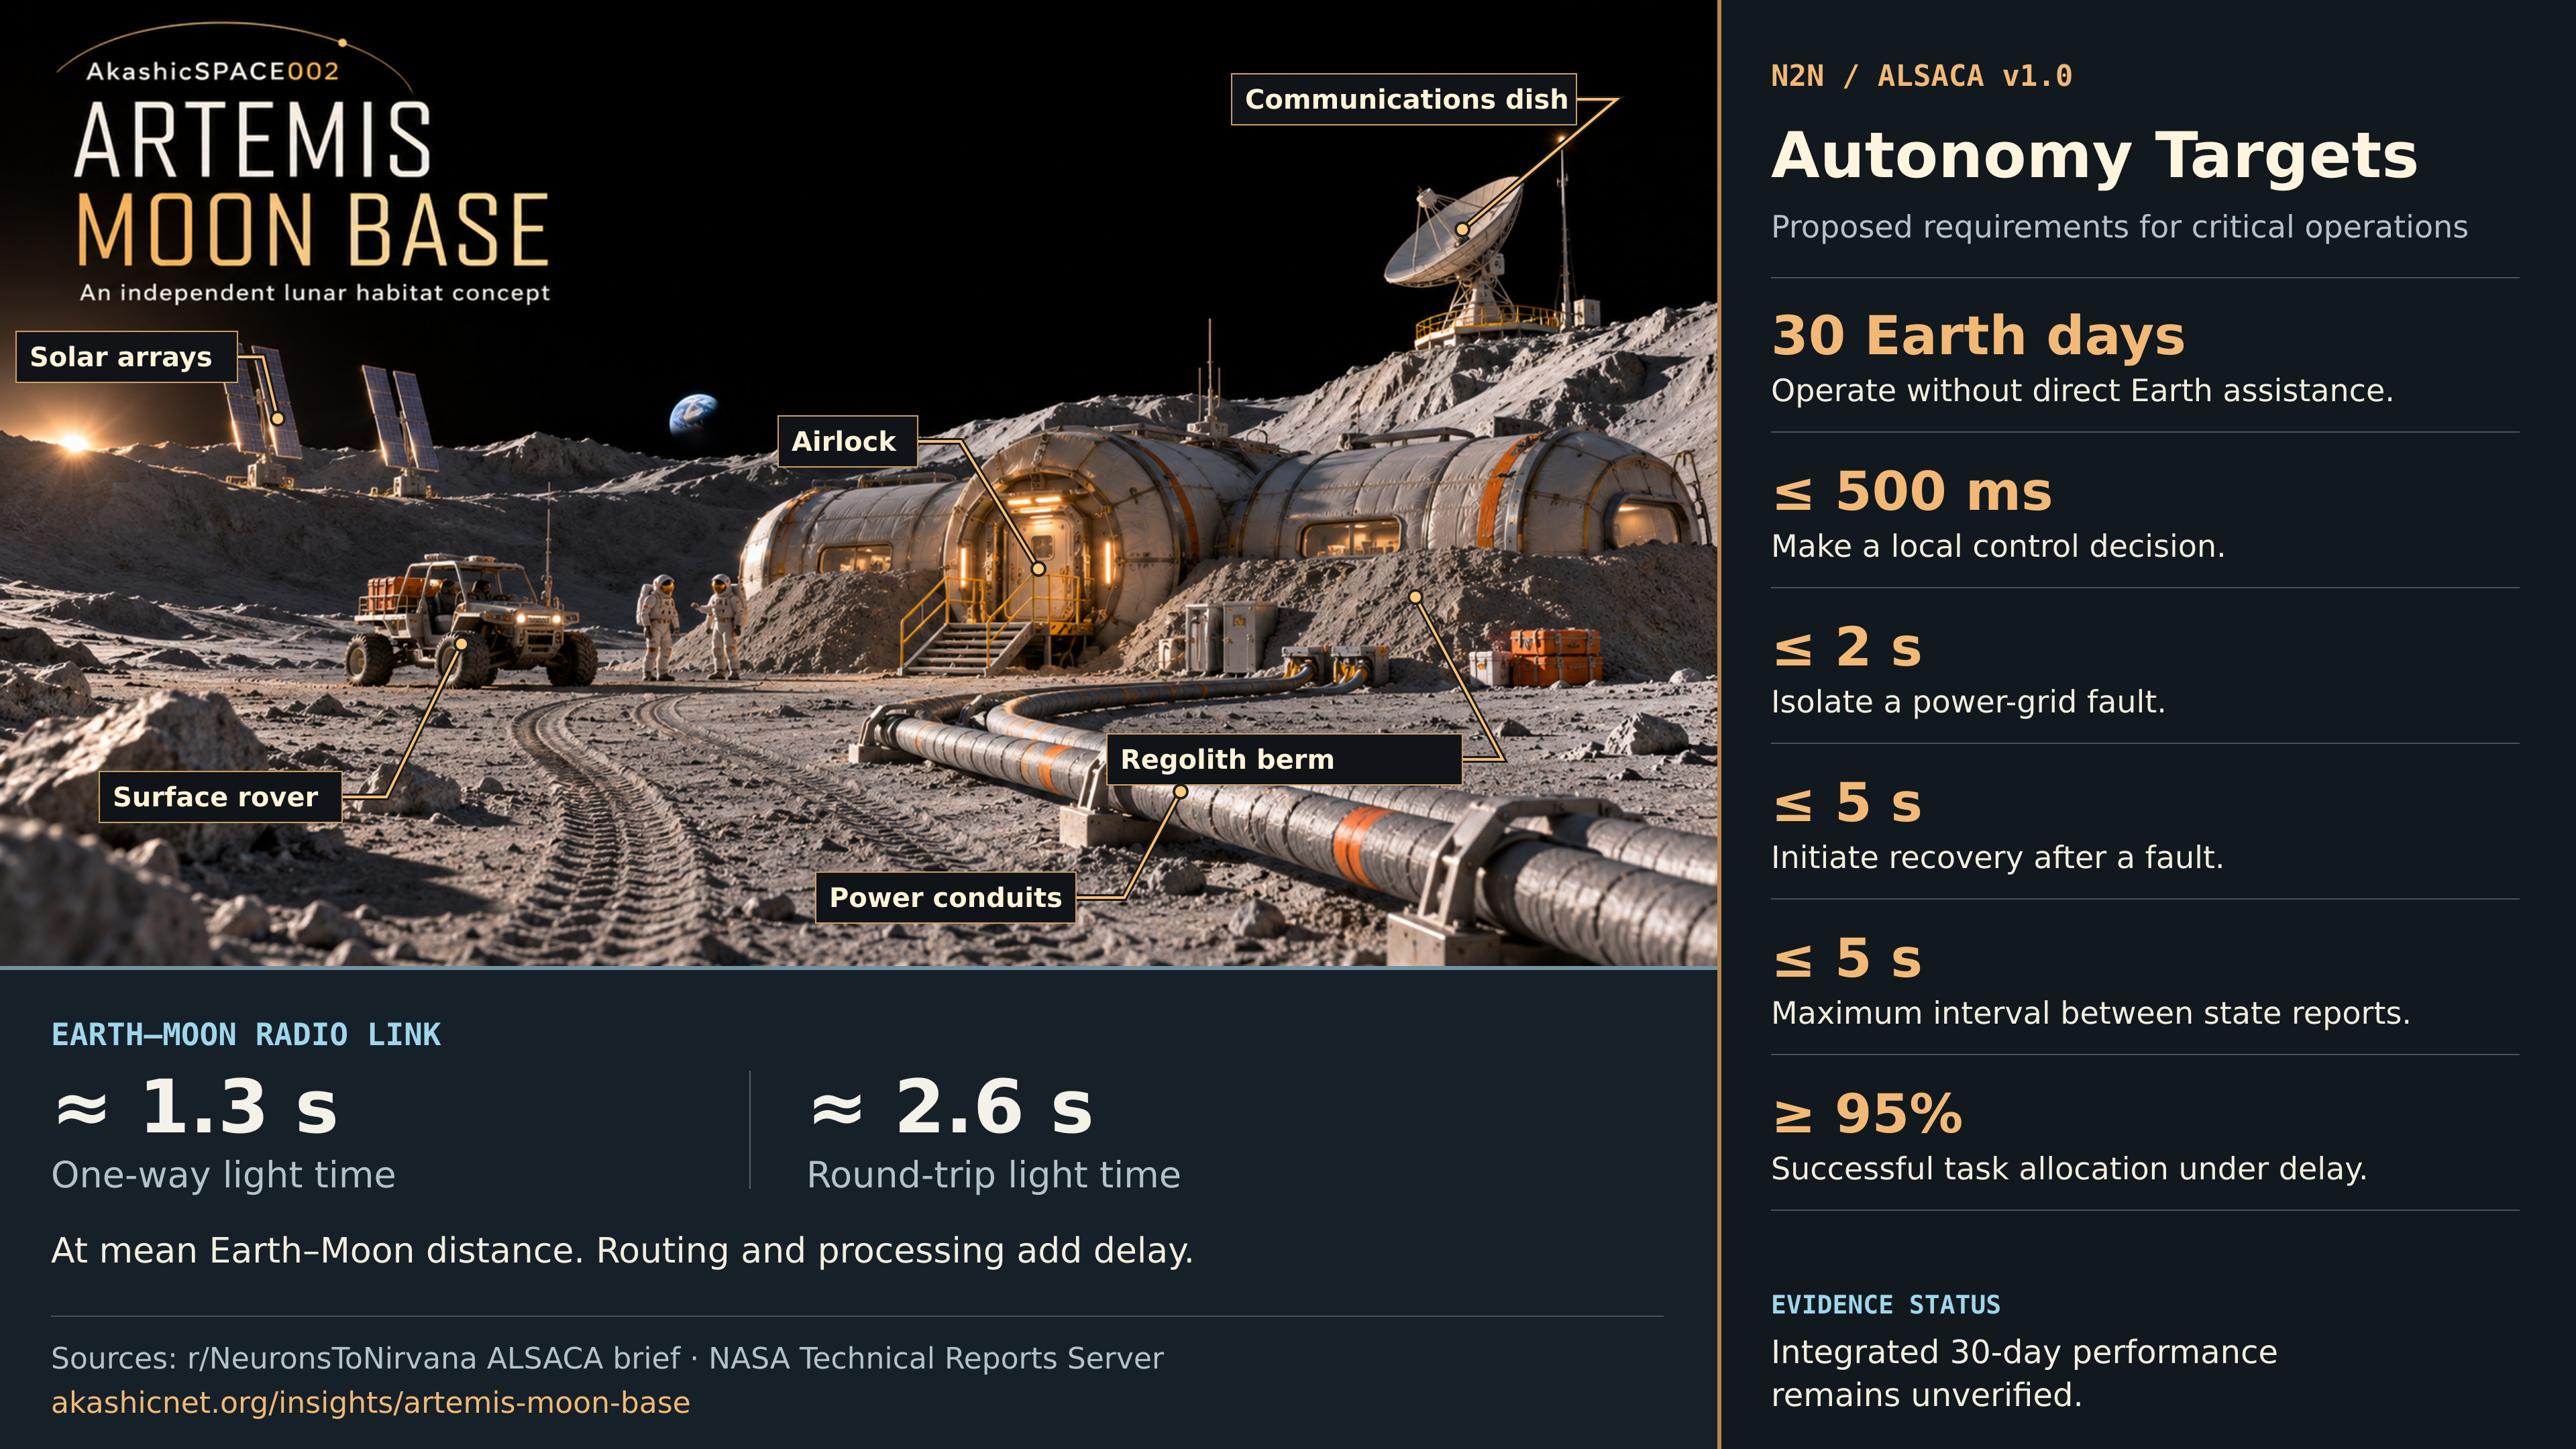 AkashicSPACE002
ARTEMIS
MOON BASE
An independent lunar habitat concept
Communications dish
Solar arrays
Airlock
Regolith berm
Surface rover
Power conduits
EARTH–MOON RADIO LINK
≈ 1.3 s
One-way light time
≈ 2.6 s
Round-trip light time
At mean Earth–Moon distance. Routing and processing add delay.
Sources: r/NeuronsToNirvana ALSACA brief · NASA Technical Reports Server
akashicnet.org/insights/artemis-moon-base
N2N / ALSACA v1.0
Autonomy Targets
Proposed requirements for critical operations
30 Earth days
Operate without direct Earth assistance.
≤ 500 ms
Make a local control decision.
≤ 2 s
Isolate a power-grid fault.
≤ 5 s
Initiate recovery after a fault.
≤ 5 s
Maximum interval between state reports.
≥ 95%
Successful task allocation under delay.
EVIDENCE STATUS
Integrated 30-day performance
remains unverified.